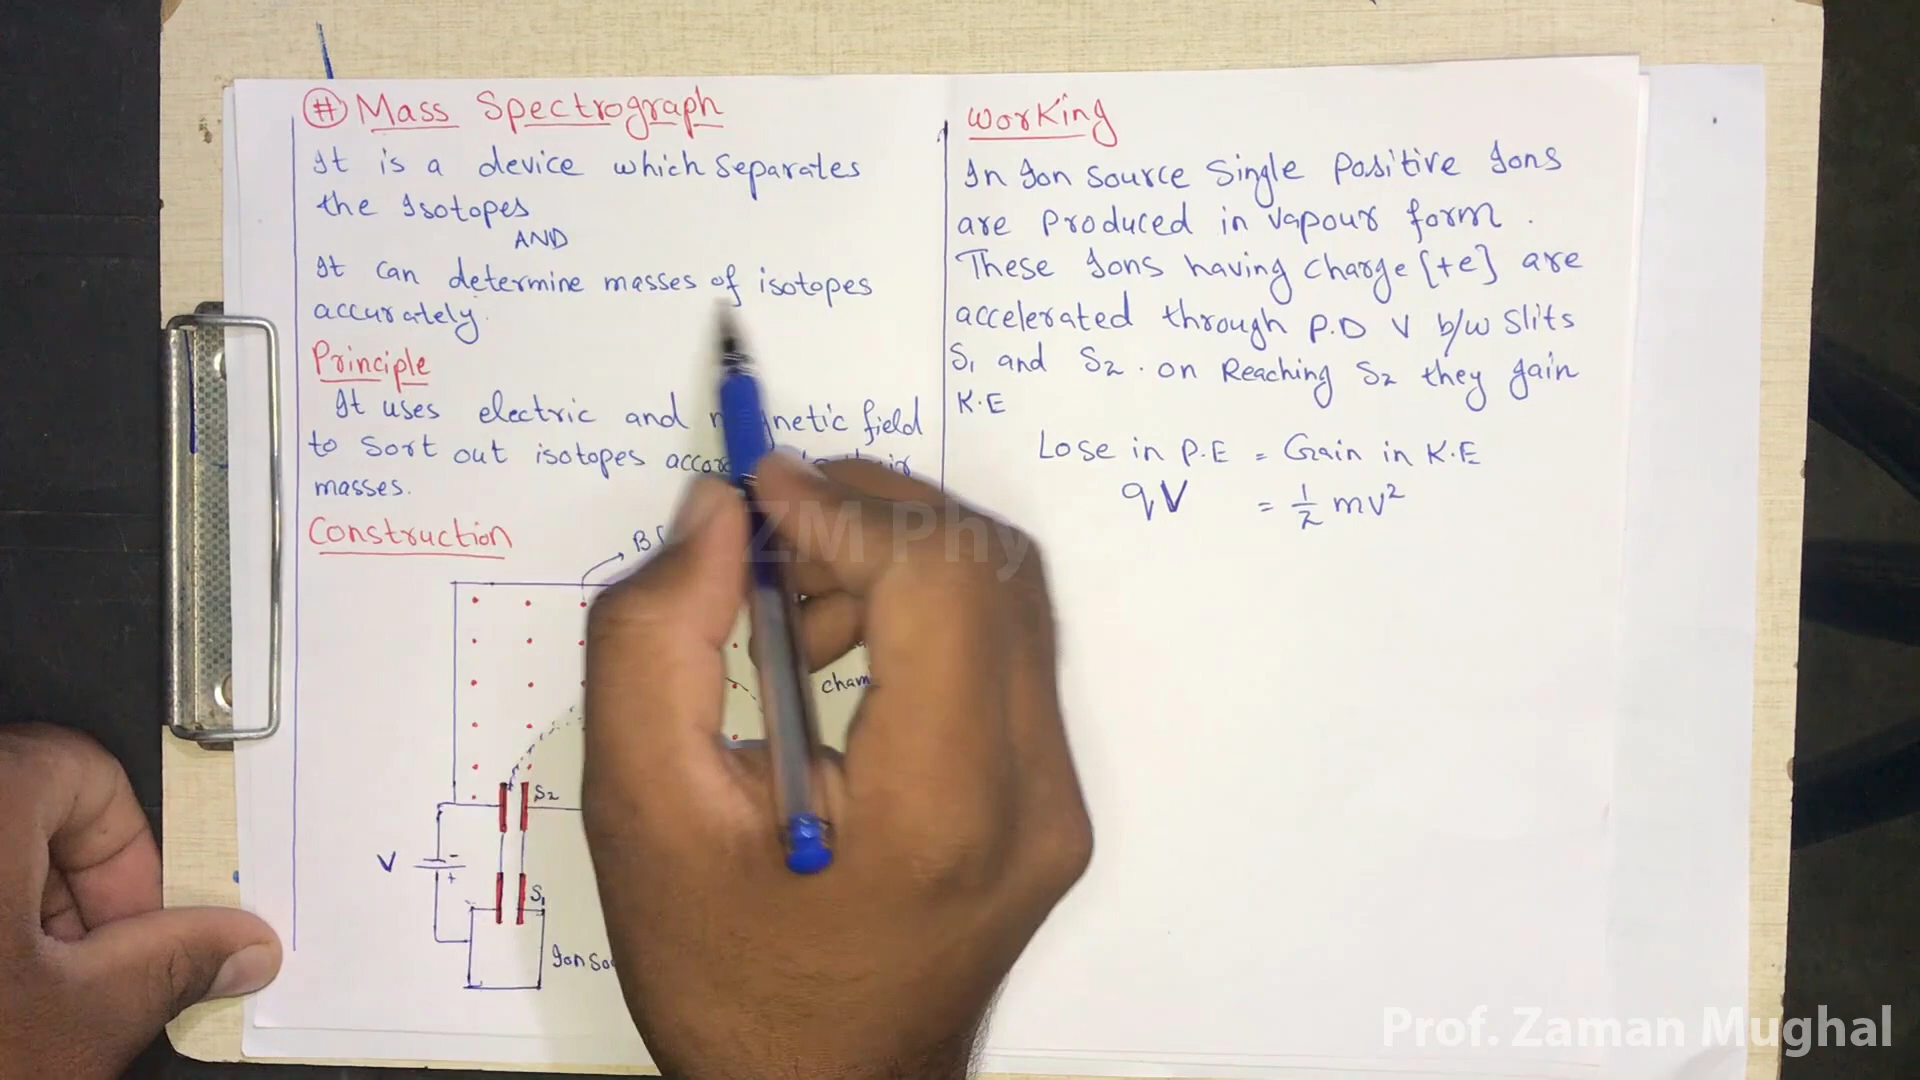 # Mass Spectrograph
It is a device which separates
the Isotopes
AND
It can determine masses of isotopes
accurately.
Principle
It uses electric and field
to Sort out isotopes
masses.
Construction
B
cham
S2
V
-
+
S1
Ion
Working
In Ion Source Single Positive Ions
are Produced in Vapour form .
These Ions having charge [+e] are
accelerated through P.D V b/w Slits
S1 and S2 . on Reaching S2 they gain
K.E
Lose in P.E = Gain in K.E
qV = 1/2 mv²
ZM Phy
Prof. Zaman Mughal